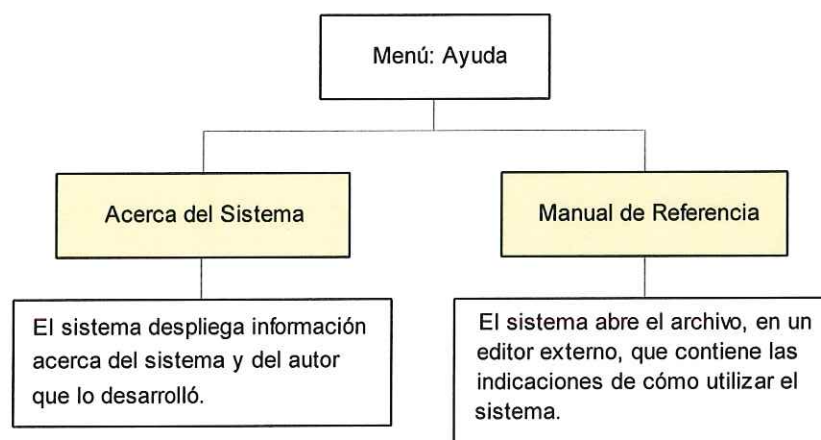 Menú: Ayuda
Acerca del Sistema
Manual de Referencia
El sistema despliega información
acerca del sistema y del autor
que lo desarrolló.
El sistema abre el archivo, en un
editor externo, que contiene las
indicaciones de cómo utilizar el
sistema.